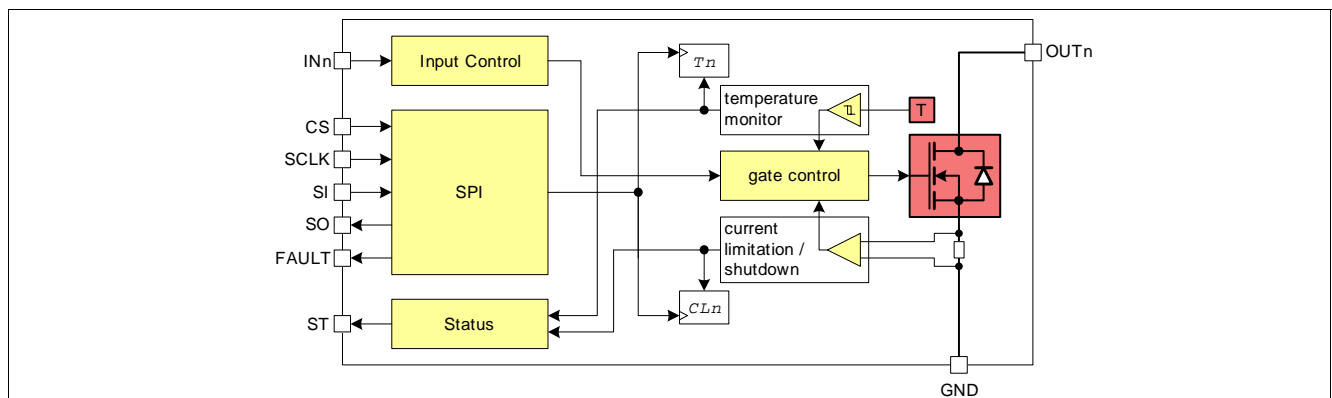 INn
Input Control
Tn
OUTn
temperature
monitor
T
CS
SCLK
SI
SO
FAULT
SPI
gate control
current
limitation /
shutdown
CLn
ST
Status
GND